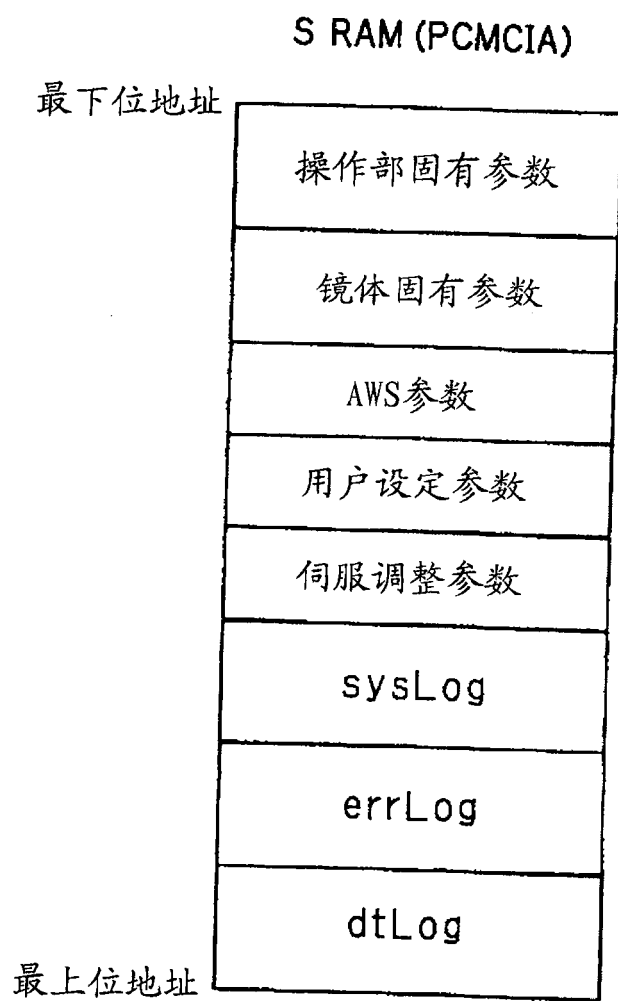 S RAM (PCMCIA)
最下位地址
操作部固有参数
镜体固有参数
AWS参数
用户设定参数
伺服调整参数
sysLog
errLog
dtLog
最上位地址